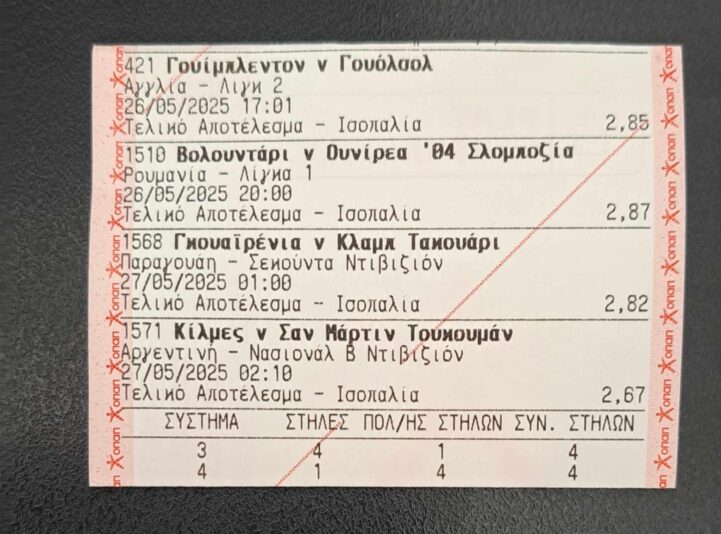 421 Γουίμπλεντον v Γουόλσολ
Αγγλία - Λιγκ 2
26/05/2025 17:01
Τελικό Αποτέλεσμα - Ισοπαλία 2,85
1510 Βολουντάρι v Ουνίρεα '04 Σλομποζία
Ρουμανία - Λίγκα 1
26/05/2025 20:00
Τελικό Αποτέλεσμα - Ισοπαλία 2,87
1568 Γκουαϊρένια v Κλαμπ Τακουάρι
Παραγουάη - Σεκούντα Ντιβιζιόν
27/05/2025 01:00
Τελικό Αποτέλεσμα - Ισοπαλία 2,82
1571 Κίλμες v Σαν Μάρτιν Τουκουμάν
Αργεντινή - Νασιονάλ Β Ντιβιζιόν
27/05/2025 02:10
Τελικό Αποτέλεσμα - Ισοπαλία 2,67
ΣΥΣΤΗΜΑ ΣΤΗΛΕΣ ΠΟΛ/ΗΣ ΣΤΗΛΩΝ ΣΥΝ. ΣΤΗΛΩΝ
3 4 1 4
4 1 4 4